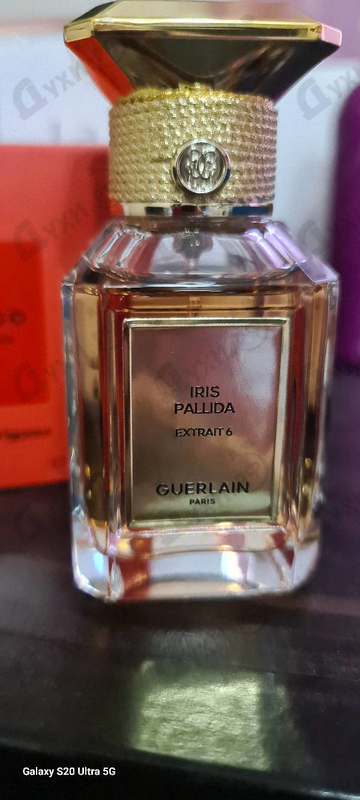 IRIS
PALLIDA
EXTRAIT 6
GUERLAIN
PARIS
Galaxy S20 Ultra 5G